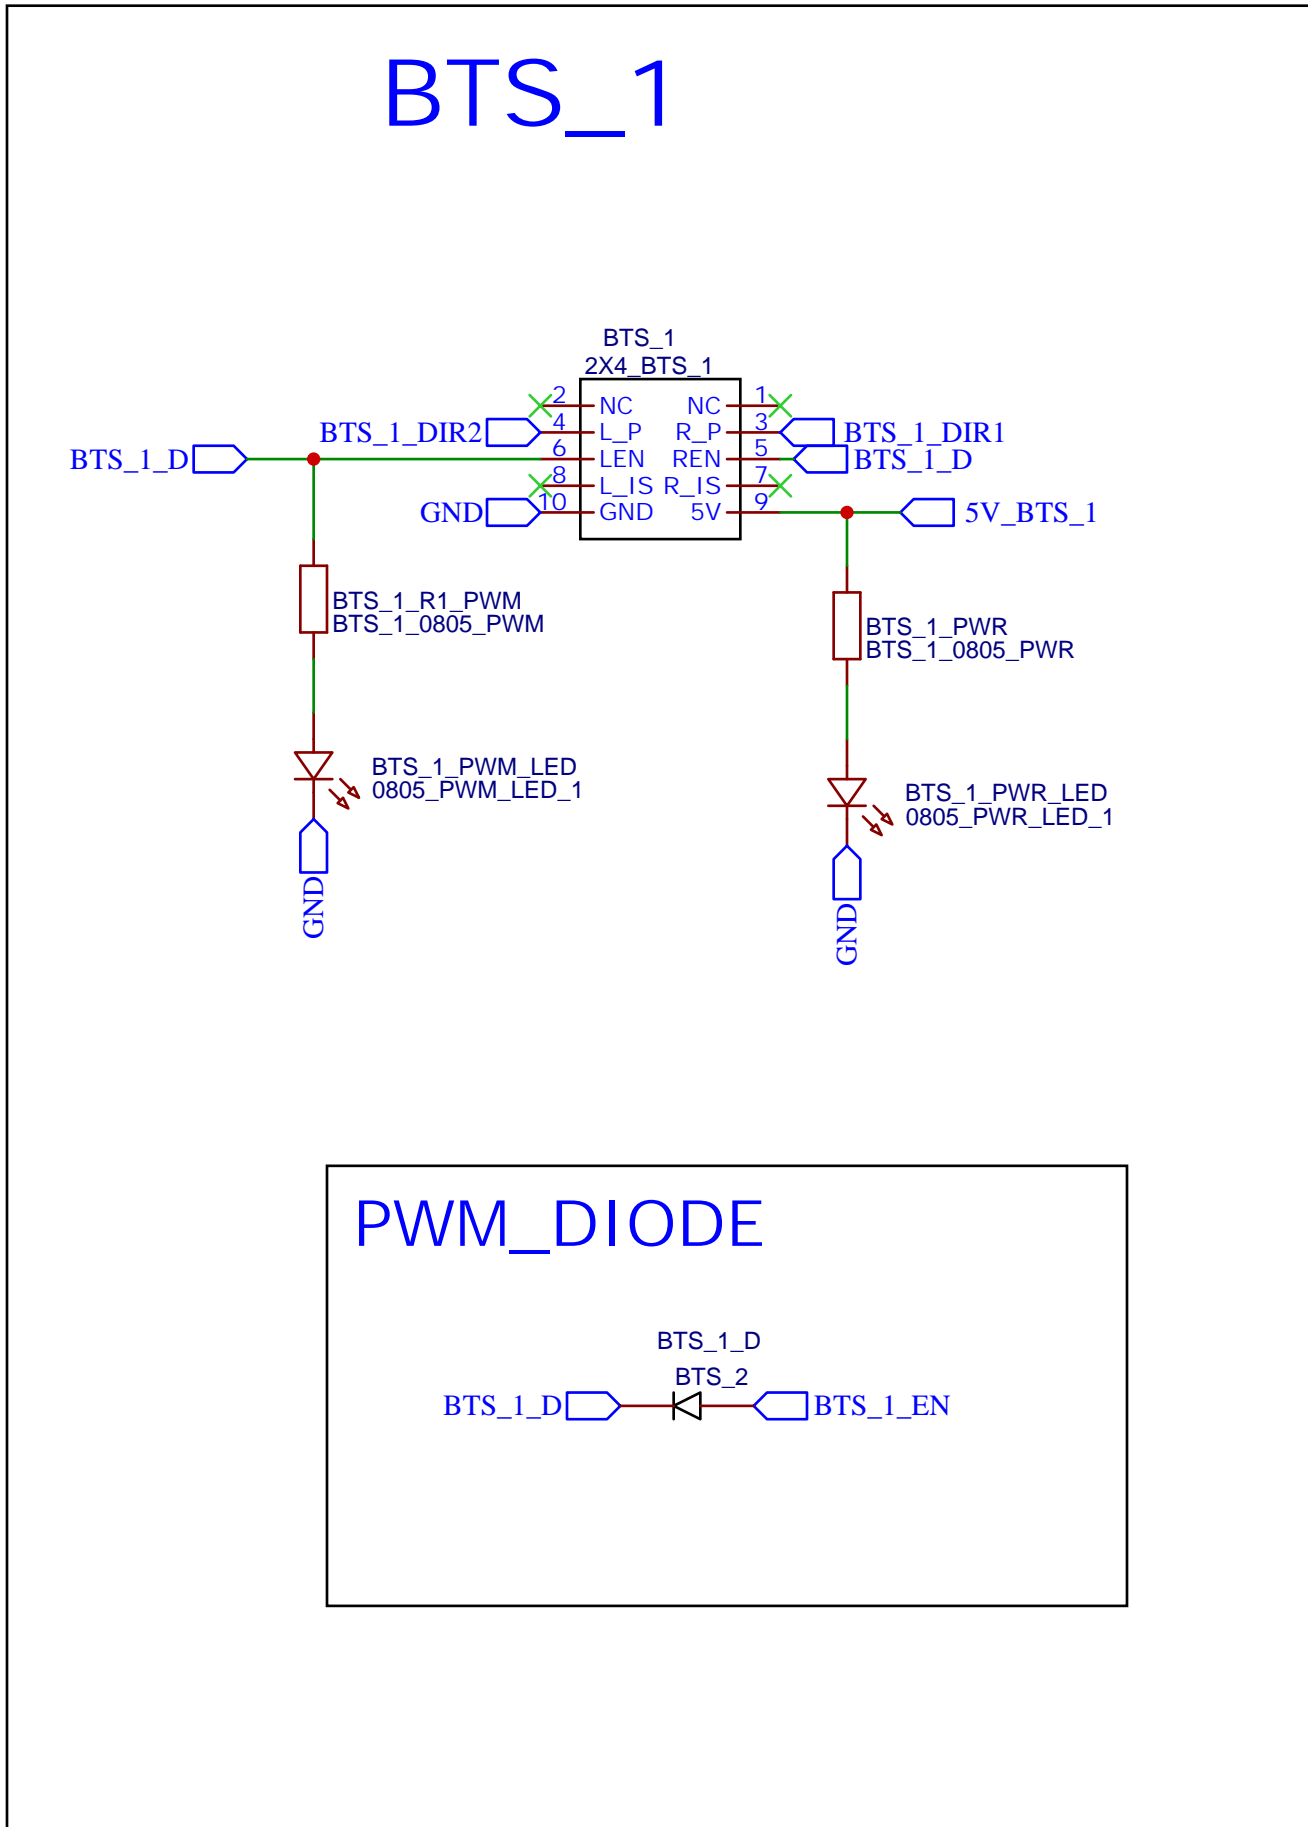 BTS_1
BTS_1
2X4_BTS_1
2 NC NC 1
BTS_1_DIR2 4 L_P R_P 3 BTS_1_DIR1
BTS_1_D 6 LEN REN 5 BTS_1_D
8 L_IS R_IS 7
GND 10 GND 5V 9 5V_BTS_1
BTS_1_R1_PWM
BTS_1_0805_PWM
BTS_1_PWR
BTS_1_0805_PWR
BTS_1_PWM_LED
0805_PWM_LED_1
BTS_1_PWR_LED
0805_PWR_LED_1
GND
GND
PWM_DIODE
BTS_1_D
BTS_2
BTS_1_D BTS_1_EN